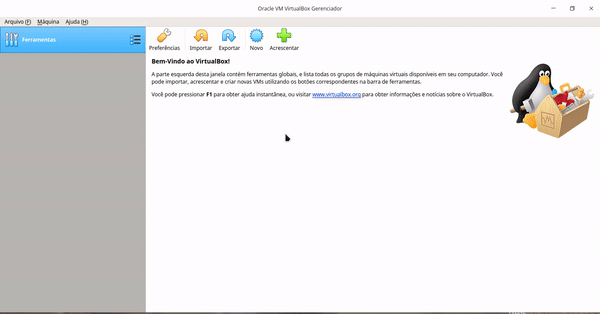 Oracle VM VirtualBox Gerenciador
Arquivo (F) Máquina Ajuda (H)
Ferramentas
Preferências Importar Exportar Novo Acrescentar
Bem-Vindo ao VirtualBox!
A parte esquerda desta janela contém ferramentas globais, e lista todos os grupos de máquinas virtuais disponíveis em seu computador. Você
pode importar, acrescentar e criar novas VMs utilizando os botões correspondentes na barra de ferramentas.
Você pode pressionar F1 para obter ajuda instantânea, ou visitar www.virtualbox.org para obter informações e notícias sobre o VirtualBox.